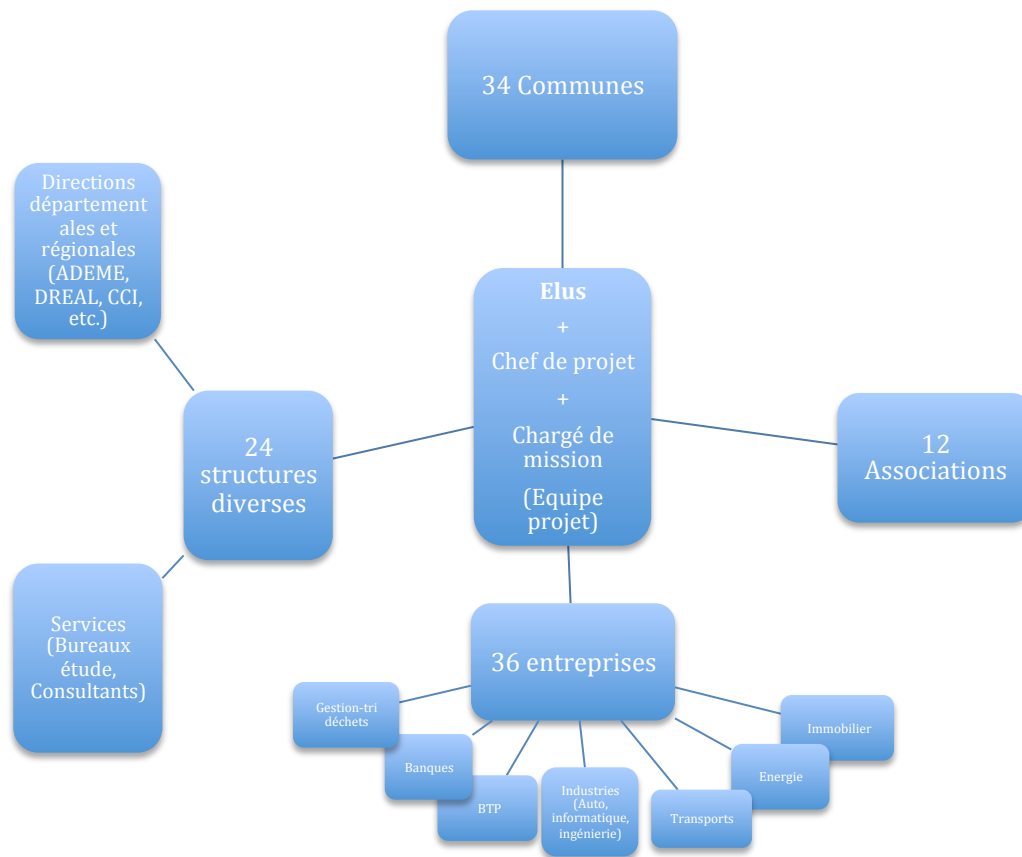 34 Communes
Directions
département
ales et
régionales
(ADEME,
DREAL, CCI,
etc.)
Elus
+
Chef de projet
+
Chargé de
mission
(Equipe
projet)
24
structures
diverses
12
Associations
Services
(Bureaux
étude,
Consultants)
36 entreprises
Gestion-tri
déchets
Banques
BTP
Industries
(Auto,
informatique,
ingénierie)
Transports
Energie
Immobilier